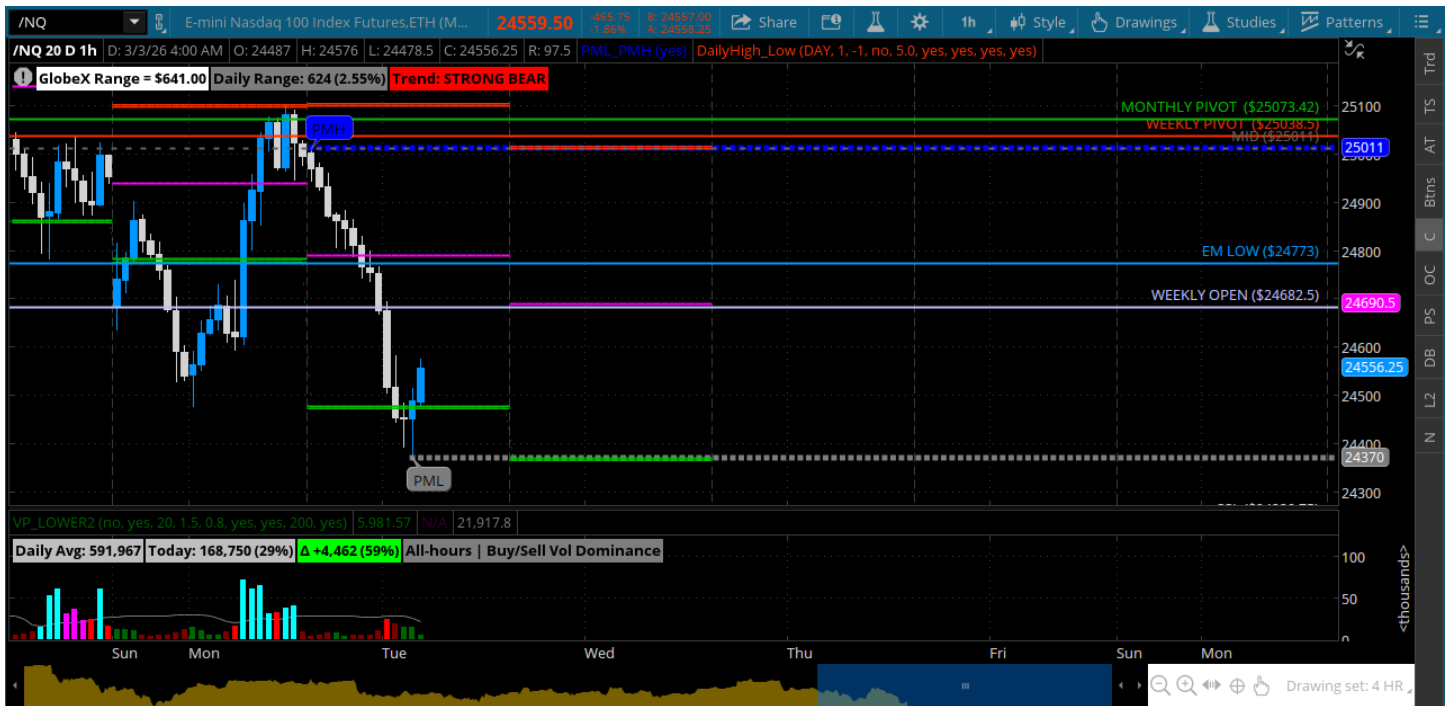 /NQ E-mini Nasdaq 100 Index Futures,ETH (M... 24559.50 -465.75 -1.86% B: 24557.00 A: 24558.25 Share 1h Style Drawings Studies Patterns
/NQ 20 D 1h D: 3/3/26 4:00 AM O: 24487 H: 24576 L: 24478.5 C: 24556.25 R: 97.5 PML_PMH (yes) DailyHigh_Low (DAY, 1, -1, no, 5.0, yes, yes, yes, yes)
GlobeX Range = $641.00 Daily Range: 624 (2.55%) Trend: STRONG BEAR
MONTHLY PIVOT ($25073.42)
25100
WEEKLY PIVOT ($25038.5)
PMH
MID ($25011)
25011
25000
24900
EM LOW ($24773)
24800
WEEKLY OPEN ($24682.5)
24690.5
24600
24556.25
24500
24400
24370
PML
24300
VP_LOWER2 (no, yes, 20, 1.5, 0.8, yes, yes, 200, yes) 5,981.57 N/A 21,917.8
Daily Avg: 591,967 Today: 168,750 (29%) Δ +4,462 (59%) All-hours | Buy/Sell Vol Dominance
100
50
0
<thousands>
Sun Mon Tue Wed Thu Fri Sun Mon
Drawing set: 4 HR
Trd
TS
AT
Btns
C
OC
PS
DB
L2
N